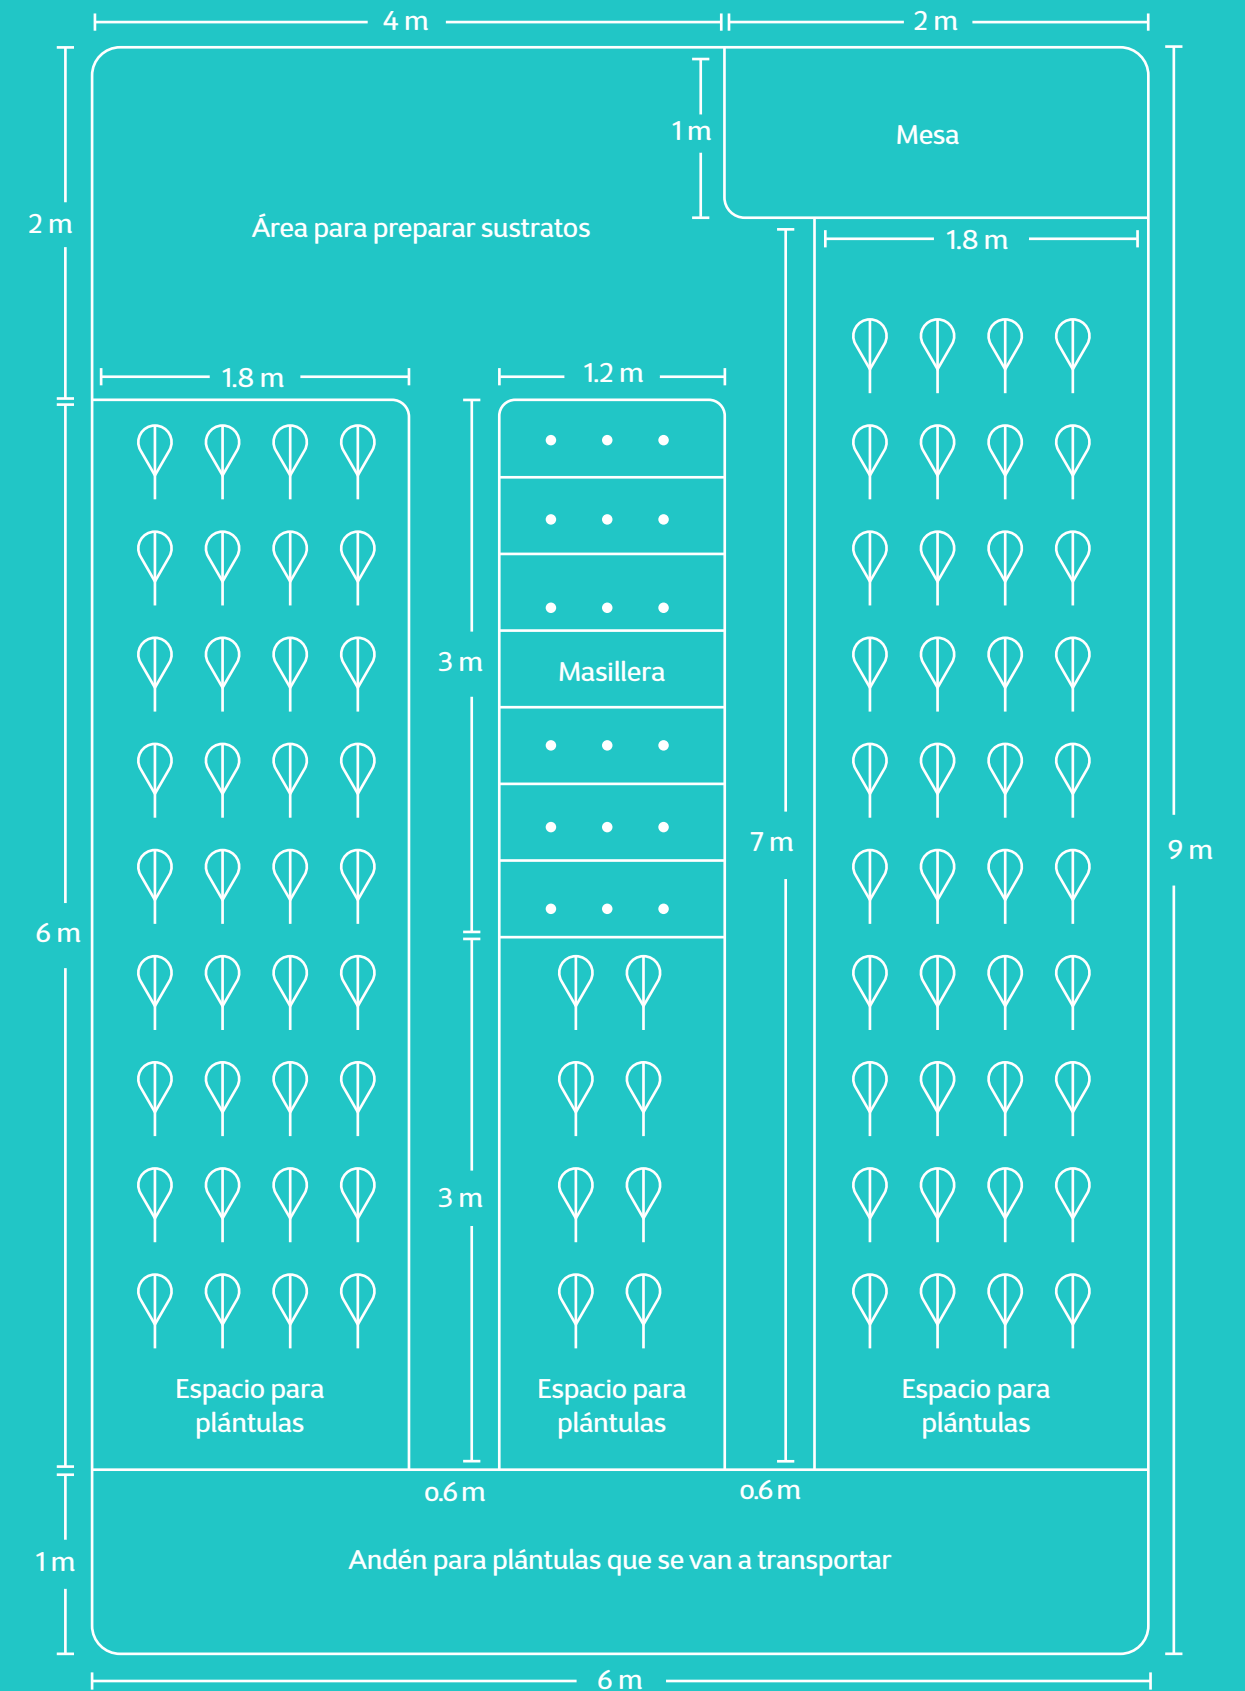 4 m
2 m
1 m
Mesa
2 m
Área para preparar sustratos
1.8 m
1.8 m
1.2 m
3 m
Masillera
7 m
9 m
6 m
3 m
Espacio para
plántulas
Espacio para
plántulas
Espacio para
plántulas
0.6 m
0.6 m
1 m
Andén para plántulas que se van a transportar
6 m